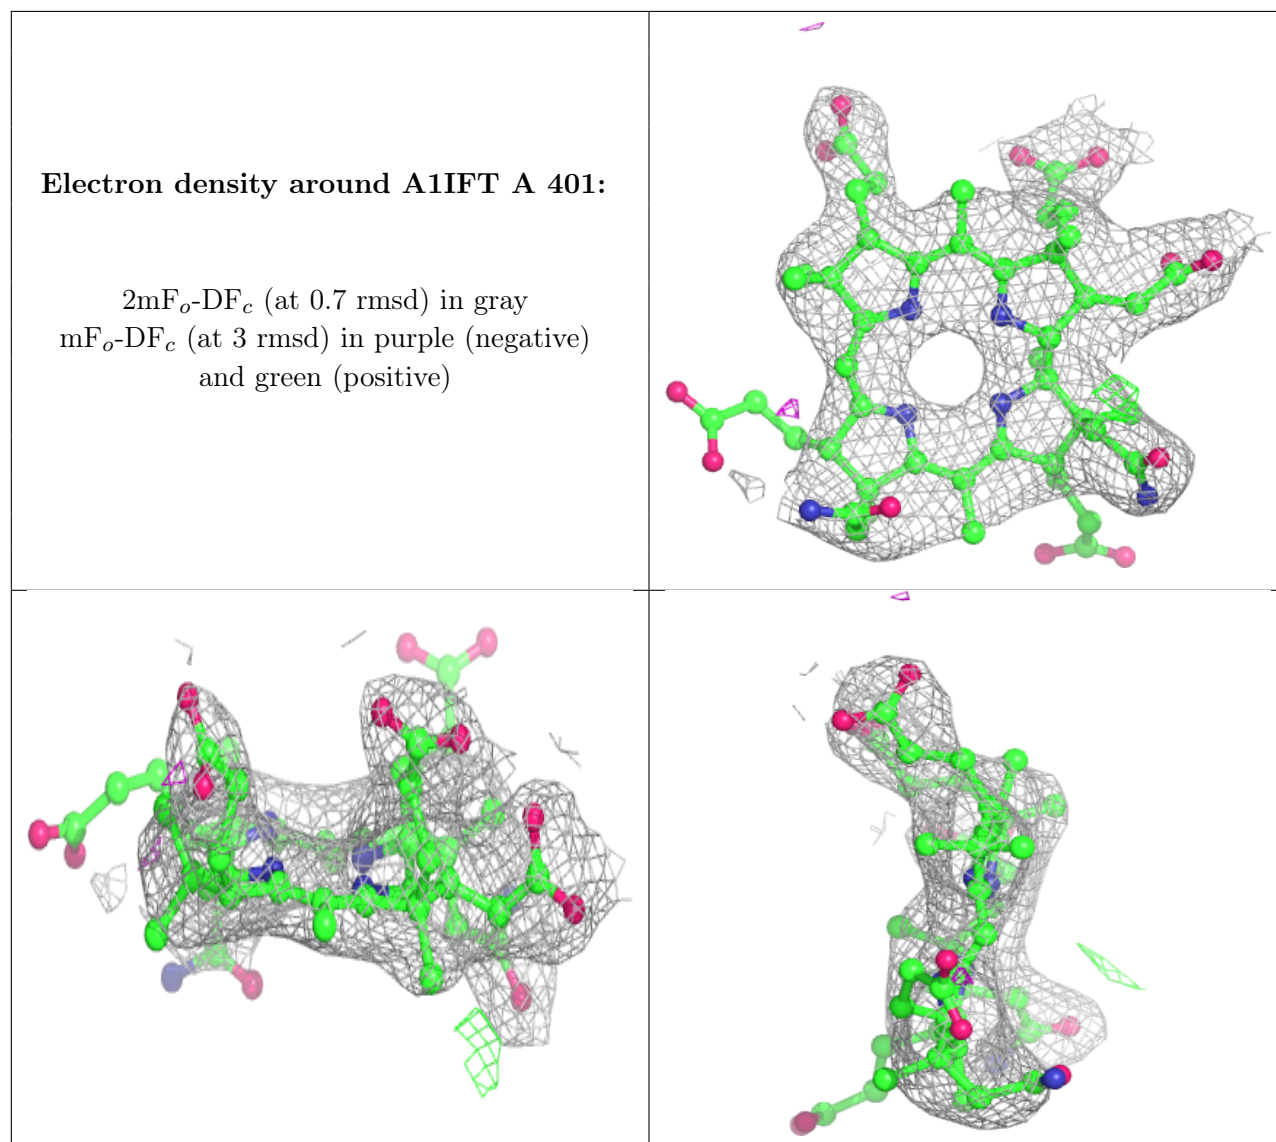 Electron density around A1IFT A 401:
2mFo-DFc (at 0.7 rmsd) in gray
mFo-DFc (at 3 rmsd) in purple (negative)
and green (positive)